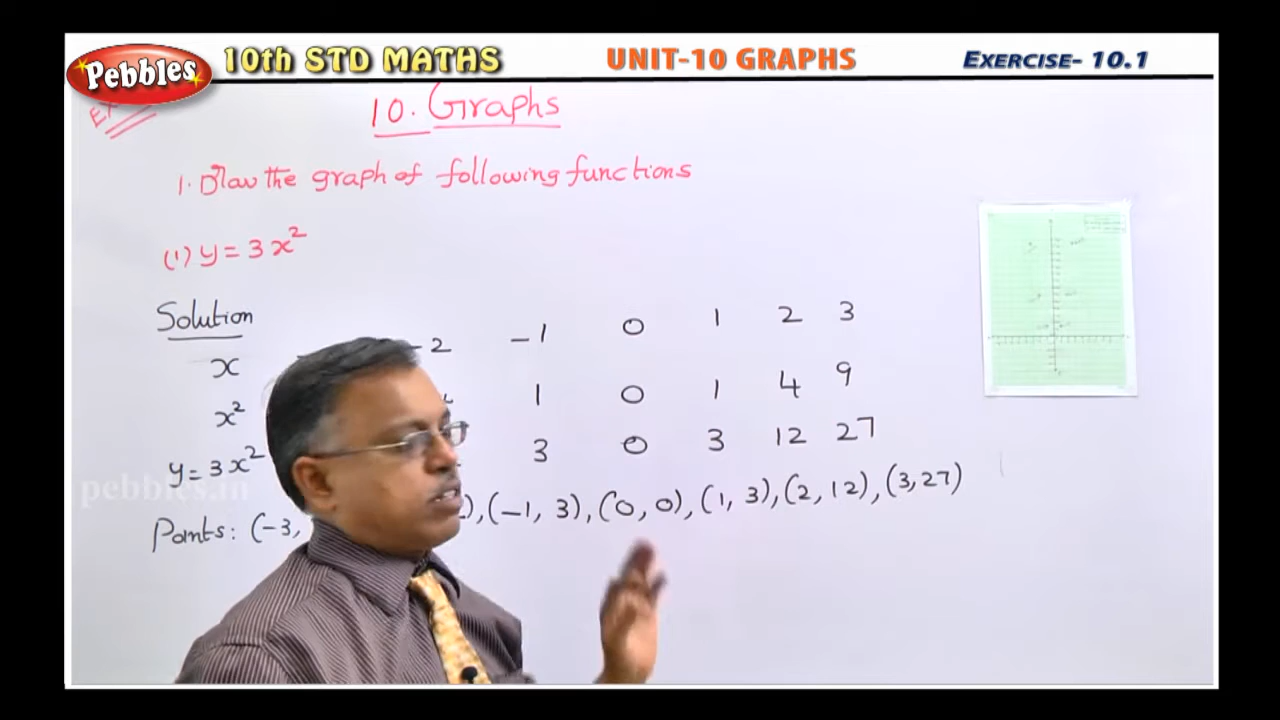 Pebbles
10th STD MATHS
UNIT-10 GRAPHS
EXERCISE- 10.1
10. Graphs
1. Draw the graph of following functions
(1) y = 3x²
Solution
x -2 -1 0 1 2 3
x² 1 0 1 4 9
y = 3x² 3 0 3 12 27
pebbles.in
Points: (-3, 2), (-1, 3), (0, 0), (1, 3), (2, 12), (3, 27)